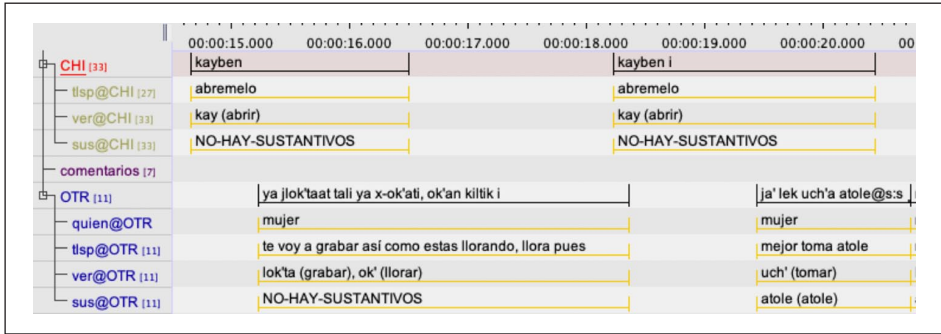 00:00:15.000 00:00:16.000 00:00:17.000 00:00:18.000 00:00:19.000 00:00:20.000 00
CHI [33] kayben kayben i
tlsp@CHI [27] abremelo abremelo
ver@CHI [33] kay (abrir) kay (abrir)
sus@CHI [33] NO-HAY-SUSTANTIVOS NO-HAY-SUSTANTIVOS
comentarios [7]
OTR [11] ya jlok'taat tali ya x-ok'ati, ok'an kiltik i ja' lek uch'a atole@s:s
quien@OTR mujer mujer
tlsp@OTR [11] te voy a grabar así como estas llorando, llora pues mejor toma atole
ver@OTR [11] lok'ta (grabar), ok' (llorar) uch' (tomar)
sus@OTR [11] NO-HAY-SUSTANTIVOS atole (atole)